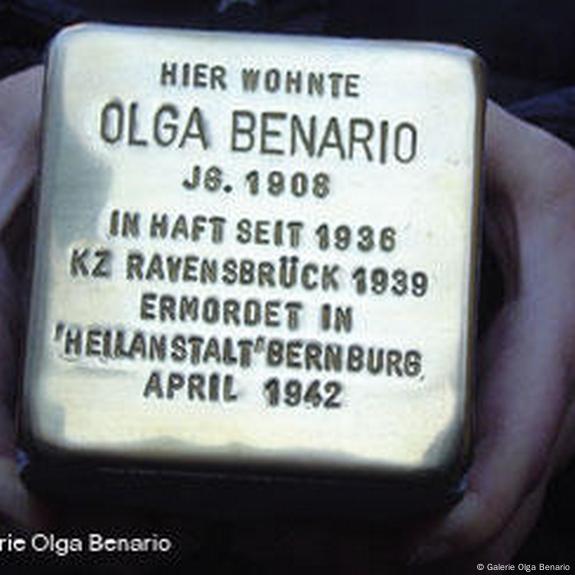 HIER WOHNTE
OLGA BENARIO
JG. 1908
IN HAFT SEIT 1936
KZ RAVENSBRÜCK 1939
ERMORDET IN
'HEILANSTALT'BERNBURG
APRIL 1942
rie Olga Benario
© Galerie Olga Benario